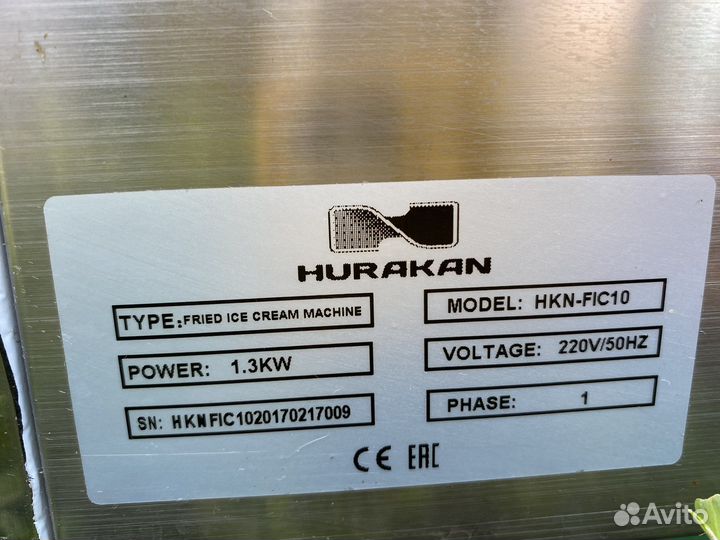 HURAKAN
TYPE: FRIED ICE CREAM MACHINE
MODEL: HKN-FIC10
POWER: 1.3KW
VOLTAGE: 220V/50HZ
SN: HKNFIC1020170217009
PHASE: 1
CE EAC
Avito